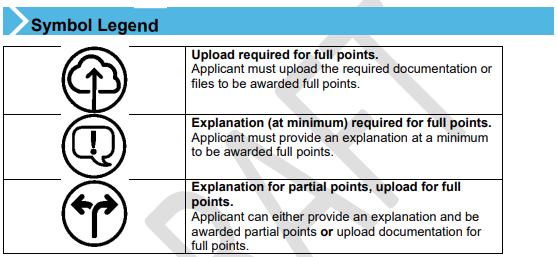 Symbol Legend
Upload required for full points.
Applicant must upload the required documentation or
files to be awarded full points.
Explanation (at minimum) required for full points.
Applicant must provide an explanation at a minimum
to be awarded full points.
Explanation for partial points, upload for full
points.
Applicant can either provide an explanation and be
awarded partial points or upload documentation for
full points.